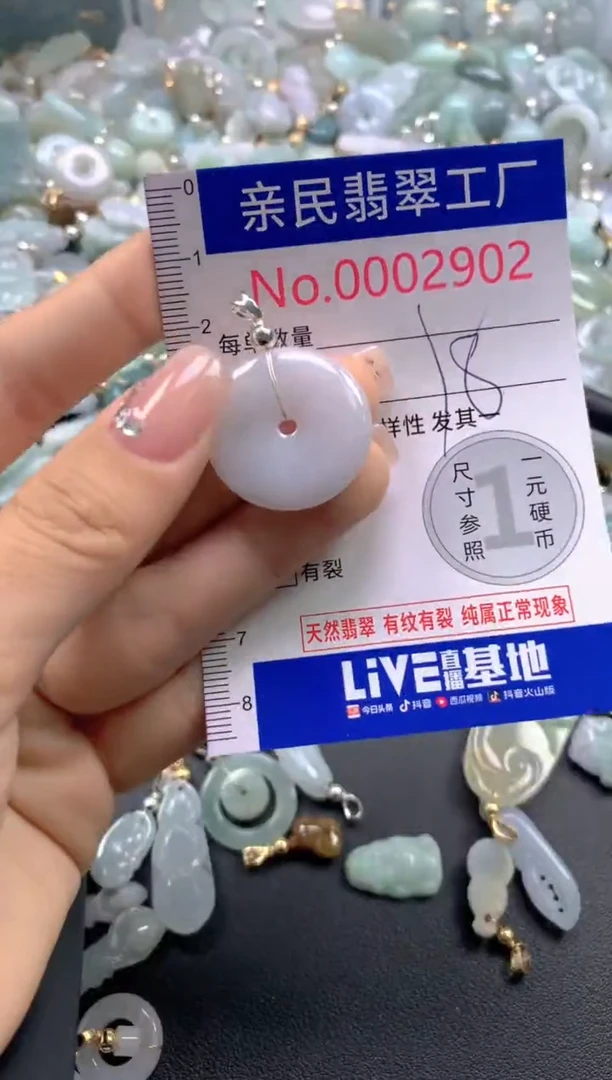 亲民翡翠工厂
No.0002902
每单数量
18
样性 发其一
尺寸参照
1
一元硬币
有裂
天然翡翠 有纹有裂 纯属正常现象
LiVE直播基地
今日头条 抖音 西瓜视频 抖音火山版
0
1
2
7
8